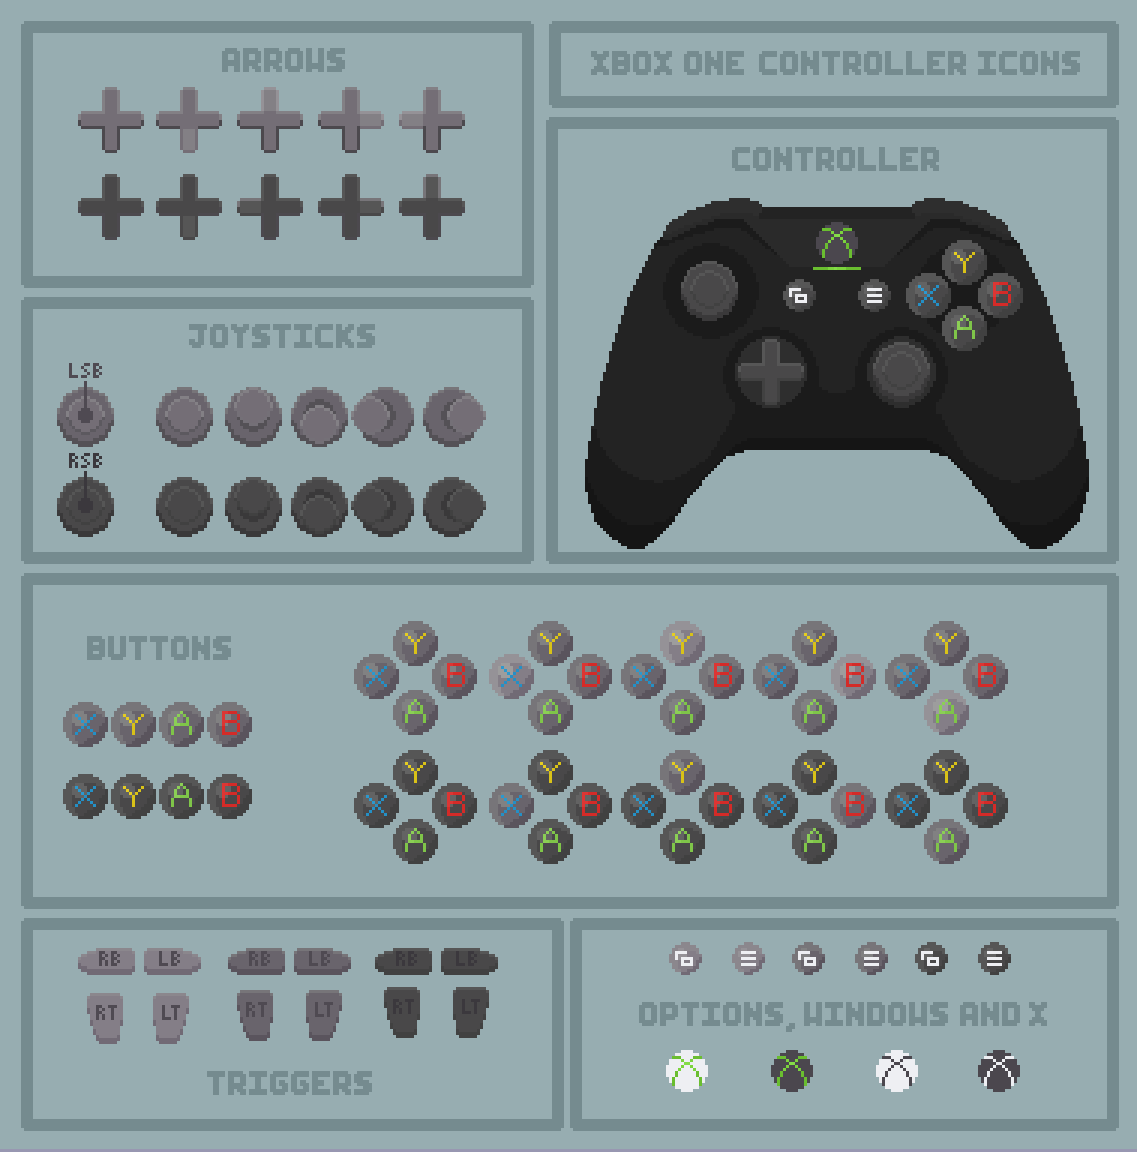 ARROWS
XBOX ONE CONTROLLER ICONS
CONTROLLER
Y
X B
A
JOYSTICKS
LSB
RSB
BUTTONS
X Y A B
X Y A B
Y Y Y Y Y
X B X B X B X B X B
A A A A A
Y Y Y Y Y
X B X B X B X B X B
A A A A A
RB LB RB LB RB LB
RT LT RT LT RT LT
TRIGGERS
OPTIONS, WINDOWS AND X